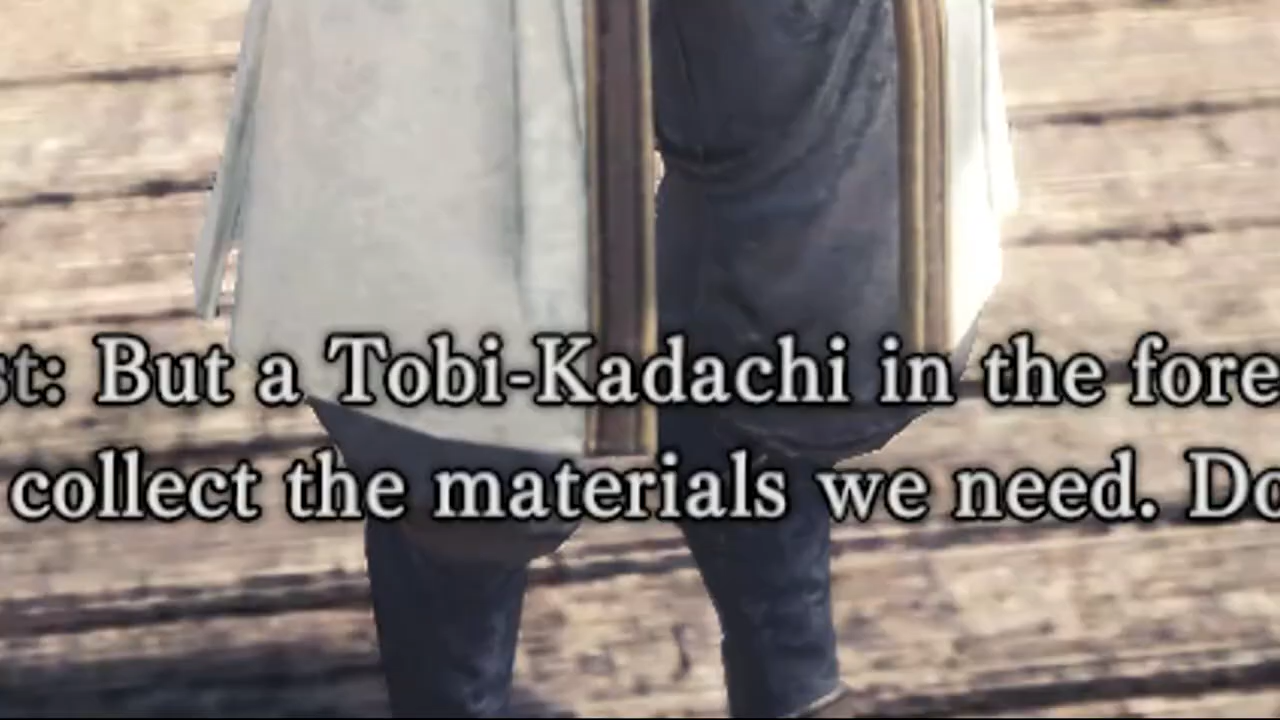 st: But a Tobi-Kadachi in the fore
collect the materials we need. Do